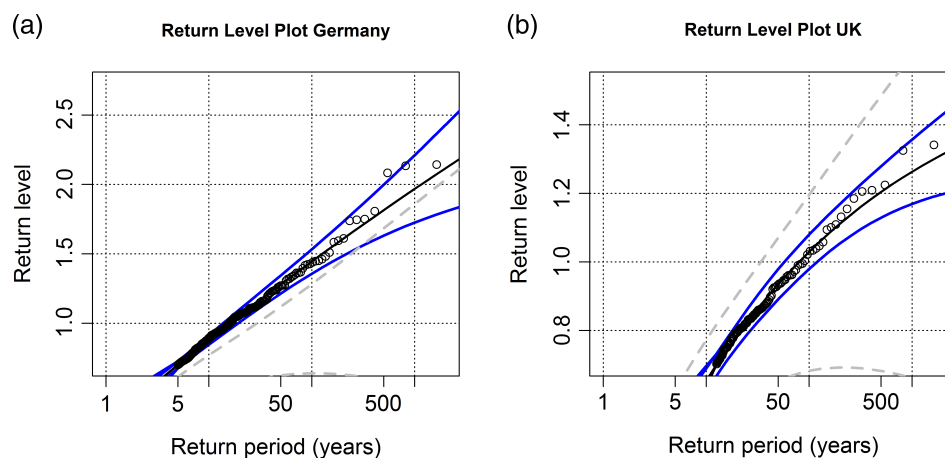 (a)
Return Level Plot Germany
Return level
1.0
1.5
2.0
2.5
1
5
50
500
Return period (years)
(b)
Return Level Plot UK
Return level
0.8
1.0
1.2
1.4
1
5
50
500
Return period (years)